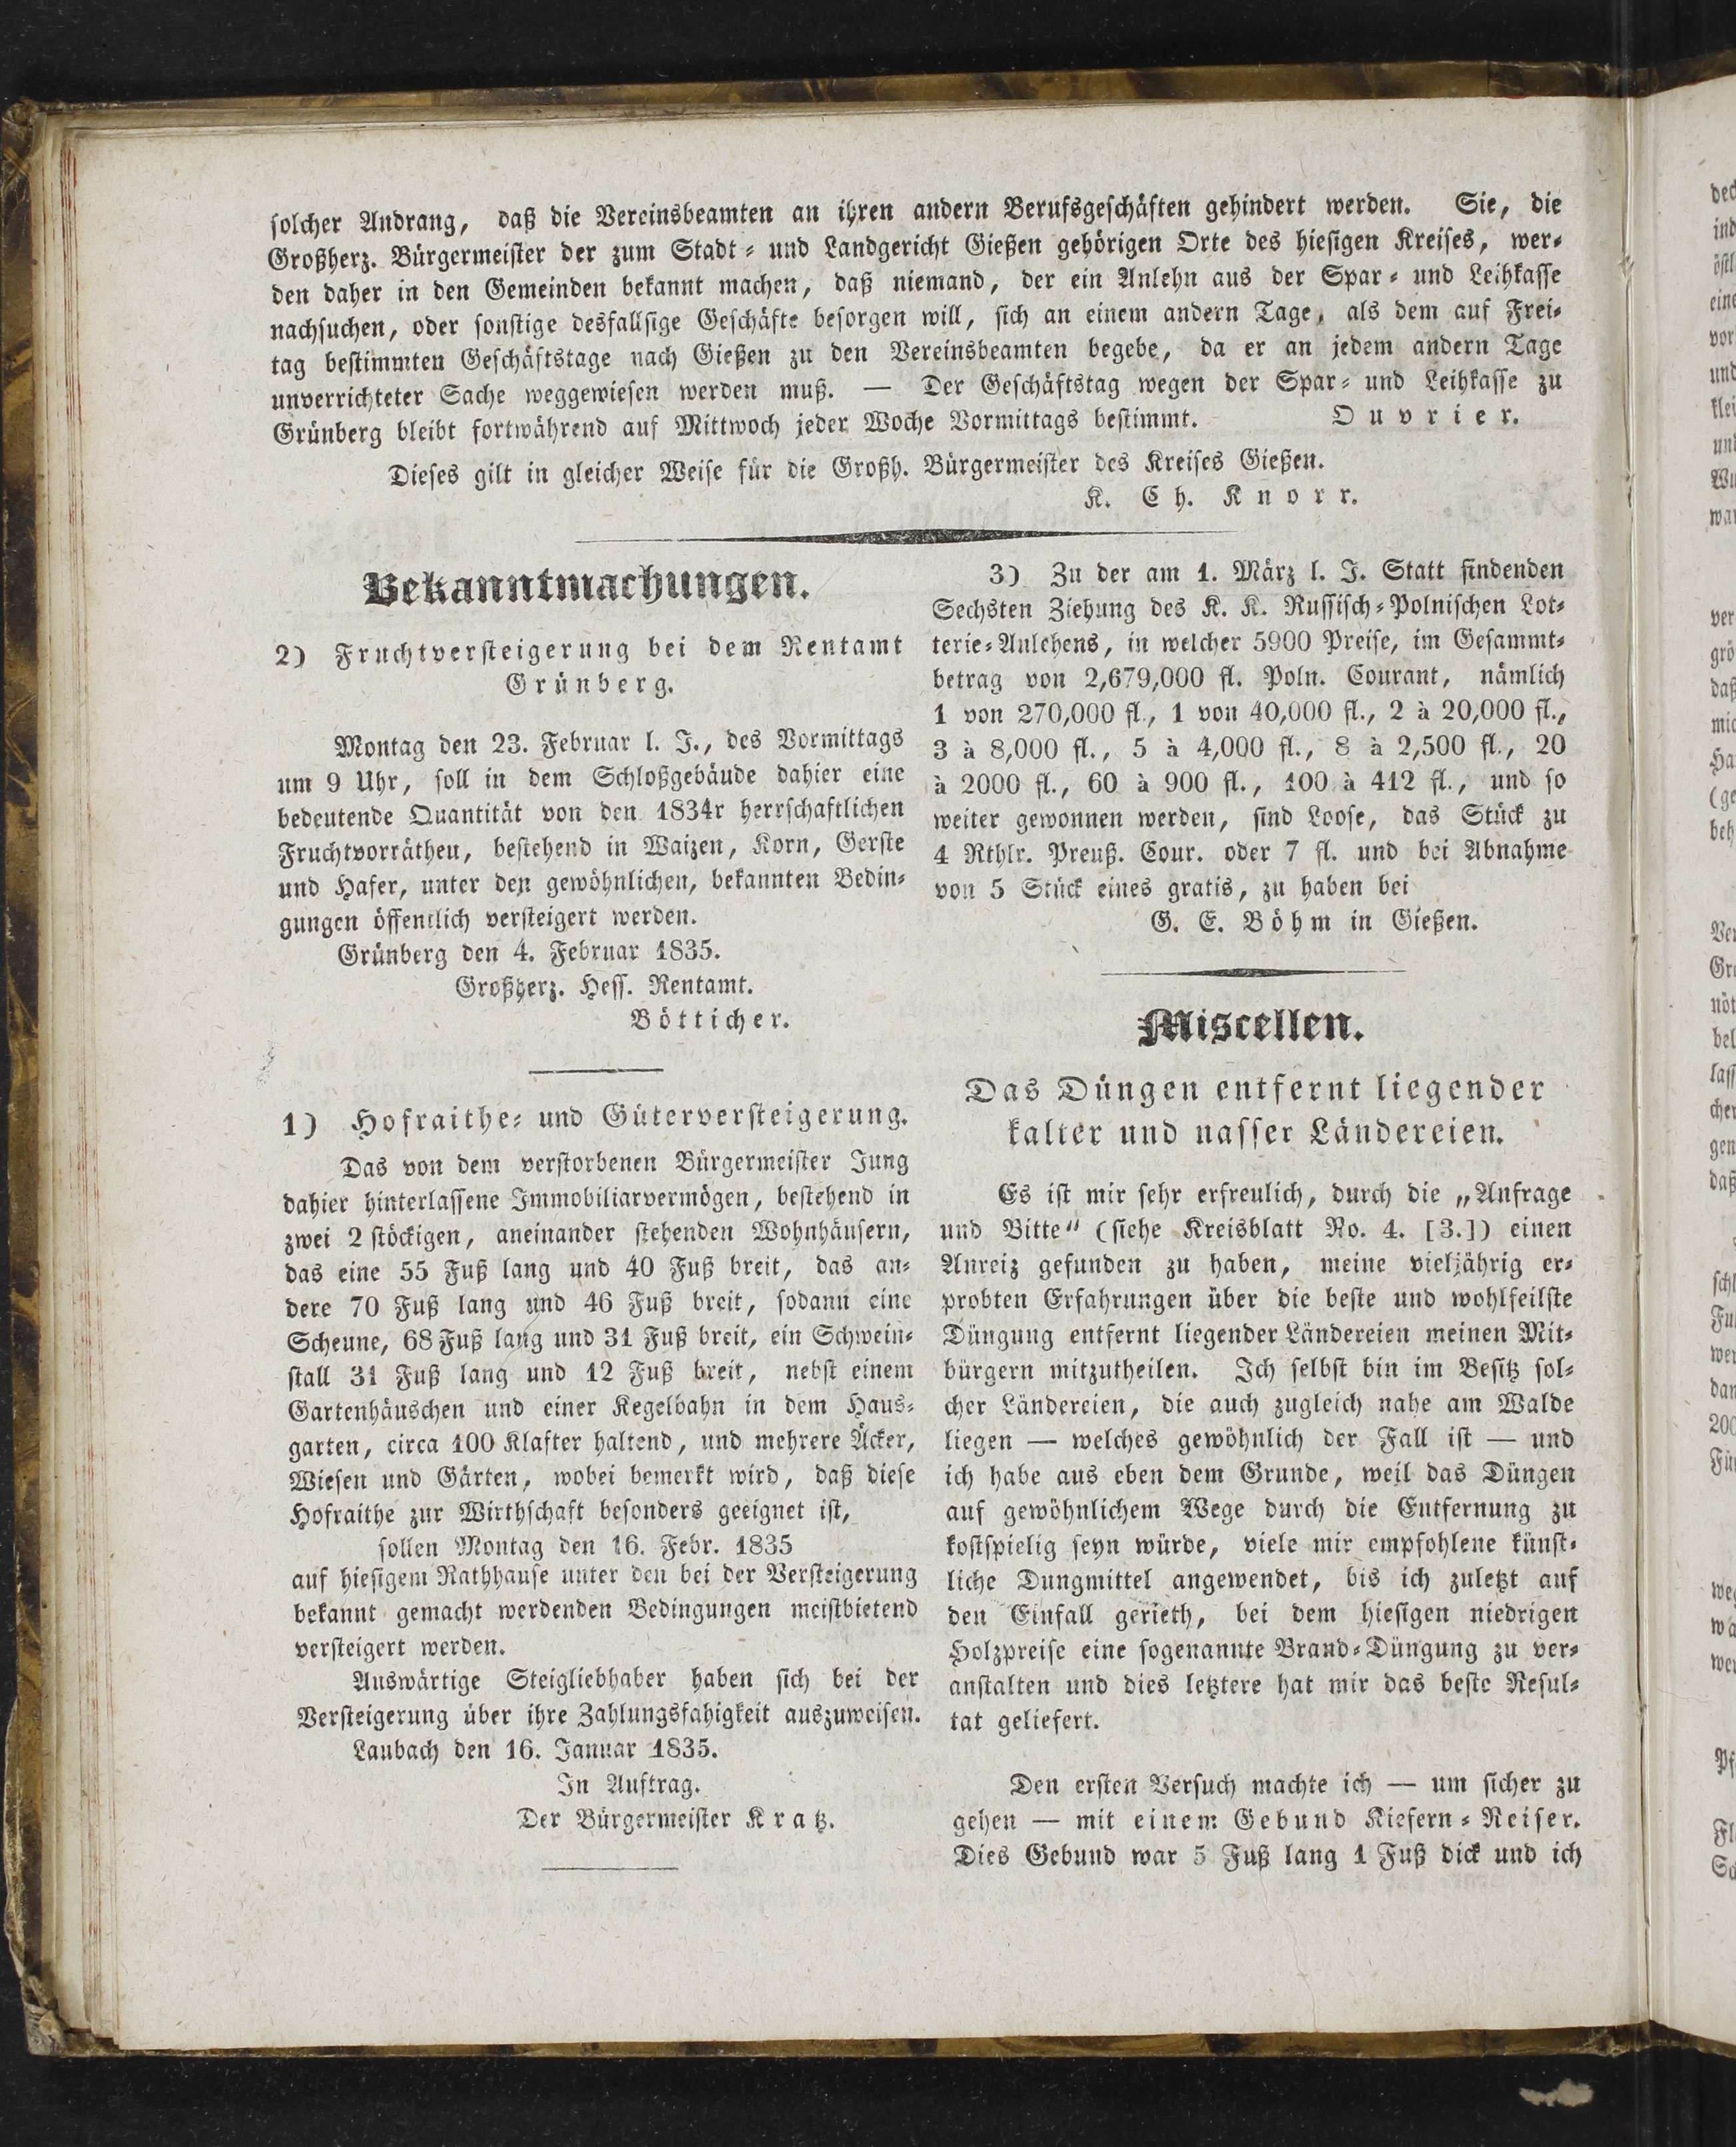 solcher Andrang, daß die Vereinsbeamten an ihren andern Berufsgeschäften gehindert werden. Sie, die
Großherz. Bürgermeister der zum Stadt- und Landgericht Gießen gehörigen Orte des hiesigen Kreises, wer-
den daher in den Gemeinden bekannt machen, daß niemand, der ein Anlehn aus der Spar- und Leihkasse
nachsuchen, oder sonstige desfallsige Geschäfte besorgen will, sich an einem andern Tage, als dem auf Frei-
tag bestimmten Geschäftstage nach Gießen zu den Vereinsbeamten begebe, da er an jedem andern Tage
unverrichteter Sache weggewiesen werden muß. — Der Geschäftstag wegen der Spar- und Leihkasse zu
Grünberg bleibt fortwährend auf Mittwoch jeder Woche Vormittags bestimmt. Ouvrier.
Dieses gilt in gleicher Weise für die Großh. Bürgermeister des Kreises Gießen.
K. Ch. Knorr.
Bekanntmachungen.
2) Fruchtversteigerung bei dem Rentamt
Grünberg.
Montag den 23. Februar l. J., des Vormittags
um 9 Uhr, soll in dem Schloßgebäude dahier eine
bedeutende Quantität von den 1834r herrschaftlichen
Fruchtvorräthen, bestehend in Waizen, Korn, Gerste
und Hafer, unter den gewöhnlichen, bekannten Bedin-
gungen öffentlich versteigert werden.
Grünberg den 4. Februar 1835.
Großherz. Hess. Rentamt.
Bötticher.
1) Hofraithe- und Güterversteigerung.
Das von dem verstorbenen Bürgermeister Jung
dahier hinterlassene Immobiliarvermögen, bestehend in
zwei 2 stöckigen, aneinander stehenden Wohnhäusern,
das eine 55 Fuß lang und 40 Fuß breit, das an-
dere 70 Fuß lang und 46 Fuß breit, sodann eine
Scheune, 68 Fuß lang und 31 Fuß breit, ein Schwein-
stall 31 Fuß lang und 12 Fuß breit, nebst einem
Gartenhäuschen und einer Kegelbahn in dem Haus-
garten, circa 100 Klafter haltend, und mehrere Äcker,
Wiesen und Gärten, wobei bemerkt wird, daß diese
Hofraithe zur Wirthschaft besonders geeignet ist,
sollen Montag den 16. Febr. 1835
auf hiesigem Rathhause unter den bei der Versteigerung
bekannt gemacht werdenden Bedingungen meistbietend
versteigert werden.
Auswärtige Steigliebhaber haben sich bei der
Versteigerung über ihre Zahlungsfahigkeit auszuweisen.
Laubach den 16. Januar 1835.
In Auftrag.
Der Bürgermeister Kratz.
3) Zu der am 1. März l. J. Statt findenden
Sechsten Ziehung des K. K. Russisch-Polnischen Lot-
terie-Anlehens, in welcher 5900 Preise, im Gesammt-
betrag von 2,679,000 fl. Poln. Courant, nämlich
1 von 270,000 fl., 1 von 40,000 fl., 2 à 20,000 fl.,
3 à 8,000 fl., 5 à 4,000 fl., 8 à 2,500 fl., 20
à 2000 fl., 60 à 900 fl., 100 à 412 fl., und so
weiter gewonnen werden, sind Loose, das Stück zu
4 Rthlr. Preuß. Cour. oder 7 fl. und bei Abnahme
von 5 Stück eines gratis, zu haben bei
G. E. Böhm in Gießen.
Miscellen.
Das Düngen entfernt liegender
kalter und nasser Ländereien.
Es ist mir sehr erfreulich, durch die „Anfrage
und Bitte“ (siehe Kreisblatt No. 4. [3.]) einen
Anreiz gefunden zu haben, meine vieljährig er-
probten Erfahrungen über die beste und wohlfeilste
Düngung entfernt liegender Ländereien meinen Mit-
bürgern mitzutheilen. Ich selbst bin im Besitz sol-
cher Ländereien, die auch zugleich nahe am Walde
liegen — welches gewöhnlich der Fall ist — und
ich habe aus eben dem Grunde, weil das Düngen
auf gewöhnlichem Wege durch die Entfernung zu
kostspielig seyn würde, viele mir empfohlene künst-
liche Dungmittel angewendet, bis ich zuletzt auf
den Einfall gerieth, bei dem hiesigen niedrigen
Holzpreise eine sogenannte Brand-Düngung zu ver-
anstalten und dies letztere hat mir das beste Resul-
tat geliefert.
Den ersten Versuch machte ich — um sicher zu
gehen — mit einem Gebund Kiefern-Reiser.
Dies Gebund war 5 Fuß lang 1 Fuß dick und ich